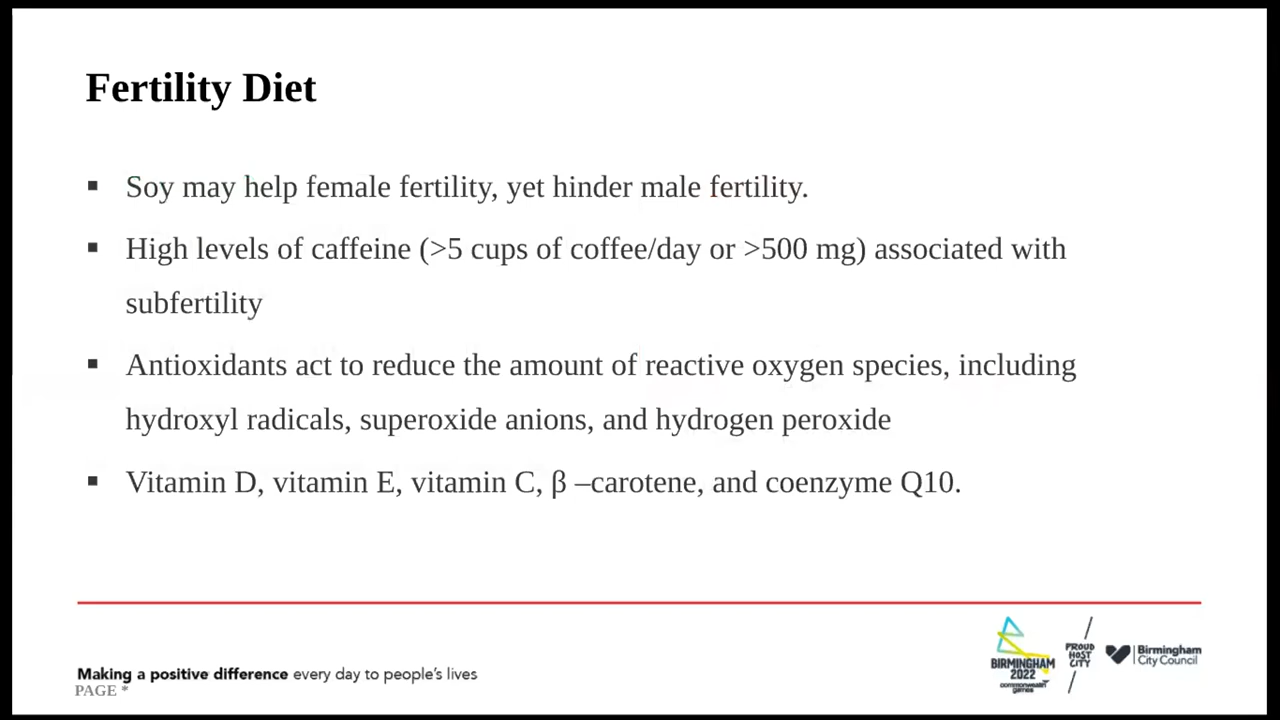 Fertility Diet
▪ Soy may help female fertility, yet hinder male fertility.
▪ High levels of caffeine (>5 cups of coffee/day or >500 mg) associated with
subfertility
▪ Antioxidants act to reduce the amount of reactive oxygen species, including
hydroxyl radicals, superoxide anions, and hydrogen peroxide
▪ Vitamin D, vitamin E, vitamin C, β –carotene, and coenzyme Q10.
Making a positive difference every day to people's lives
PAGE *
BIRMINGHAM
2022
commonwealth
games
PROUD
HOST
CITY
Birmingham
City Council